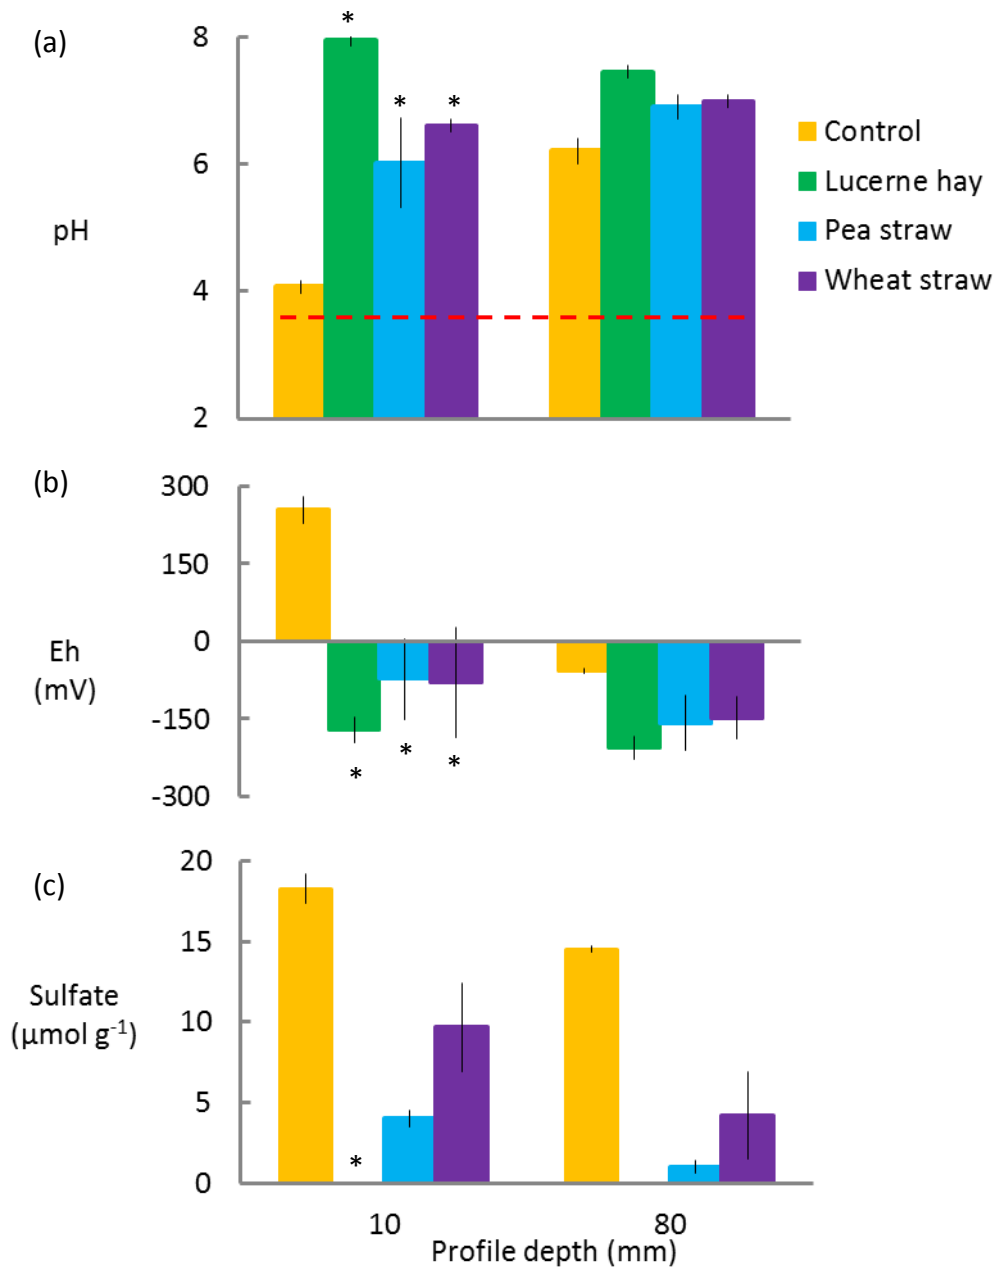 (a)
8
6
4
2
pH
*
* *
Control
Lucerne hay
Pea straw
Wheat straw
(b)
300
150
0
-150
-300
Eh
(mV)
* * *
(c)
20
15
10
5
0
Sulfate
(µmol g⁻¹)
*
10 80
Profile depth (mm)